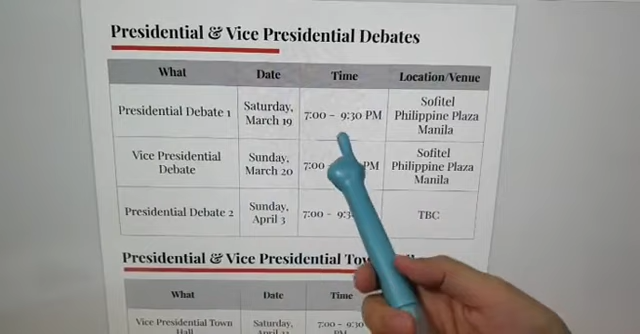 Presidential & Vice Presidential Debates
What Date Time Location/Venue
Presidential Debate 1
Saturday,
March 19
7:00 - 9:30 PM
Sofitel
Philippine Plaza
Manila
Vice Presidential
Debate
Sunday,
March 20
7:00 PM
Sofitel
Philippine Plaza
Manila
Presidential Debate 2
Sunday,
April 3
7:00 -
TBC
Presidential & Vice Presidential
What Date Time
Vice Presidential Town
Hall
Saturday,
April
7:00 - 9:30